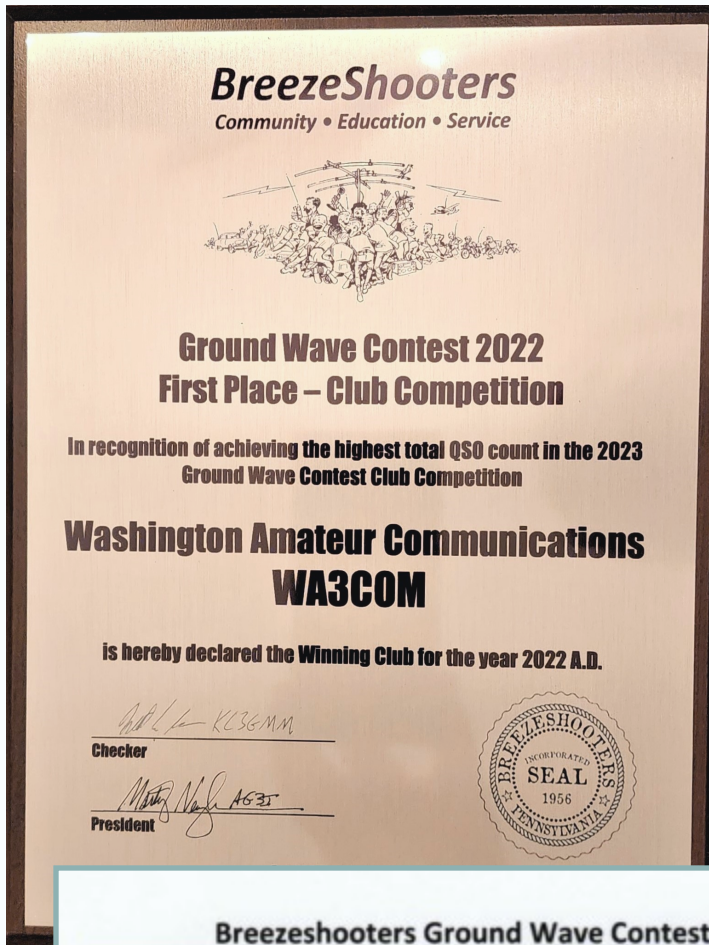 BreezeShooters
Community • Education • Service
Ground Wave Contest 2022
First Place – Club Competition
In recognition of achieving the highest total QSO count in the 2023
Ground Wave Contest Club Competition
Washington Amateur Communications
WA3COM
is hereby declared the Winning Club for the year 2022 A.D.
KC3GMM
Checker
Marty
President
BREEZESHOOTERS
INCORPORATED
SEAL
1956
PENNSYLVANIA
Breezeshooters Ground Wave Contest